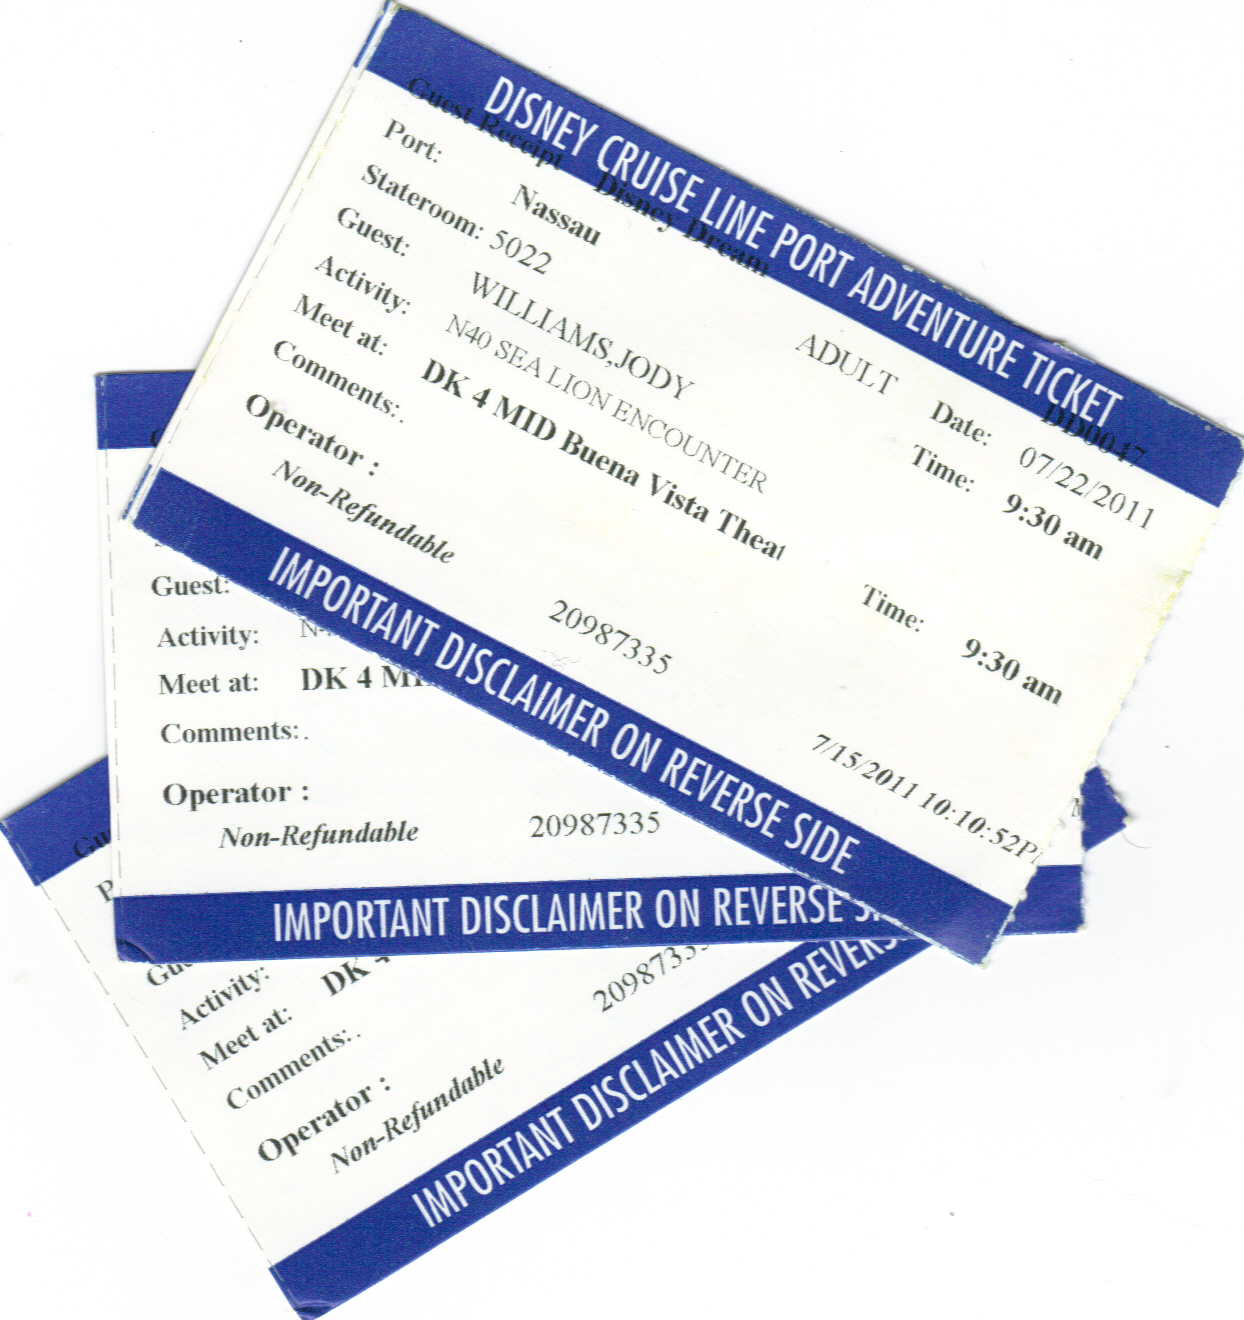 DISNEY CRUISE LINE PORT ADVENTURE TICKET
Guest Receipt Disney Dream DD0047
Port: Nassau
Stateroom: 5022 ADULT Date: 07/22/2011
Guest: WILLIAMS,JODY Time: 9:30 am
Activity: N40 SEA LION ENCOUNTER
Meet at: DK 4 MID Buena Vista Theat Time: 9:30 am
Comments:.
Operator :
Non-Refundable 20987335 7/15/2011 10:10:52P
IMPORTANT DISCLAIMER ON REVERSE SIDE
Guest:
Activity:
Meet at: DK 4
Comments:.
Operator :
Non-Refundable 20987335
IMPORTANT DISCLAIMER ON REVERSE
Activity:
Meet at: DK
Comments:.
Operator :
Non-Refundable
IMPORTANT DISCLAIMER ON